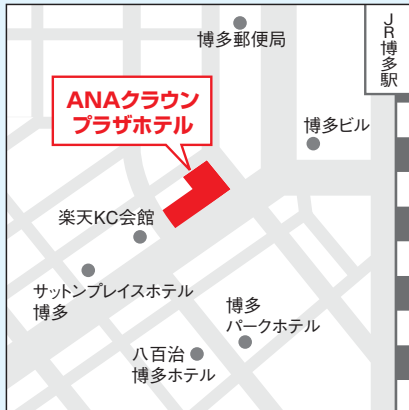 博多郵便局
JR博多駅
ANAクラウン
プラザホテル
博多ビル
楽天KC会館
サットンプレイスホテル
博多
博多
パークホテル
八百治
博多ホテル